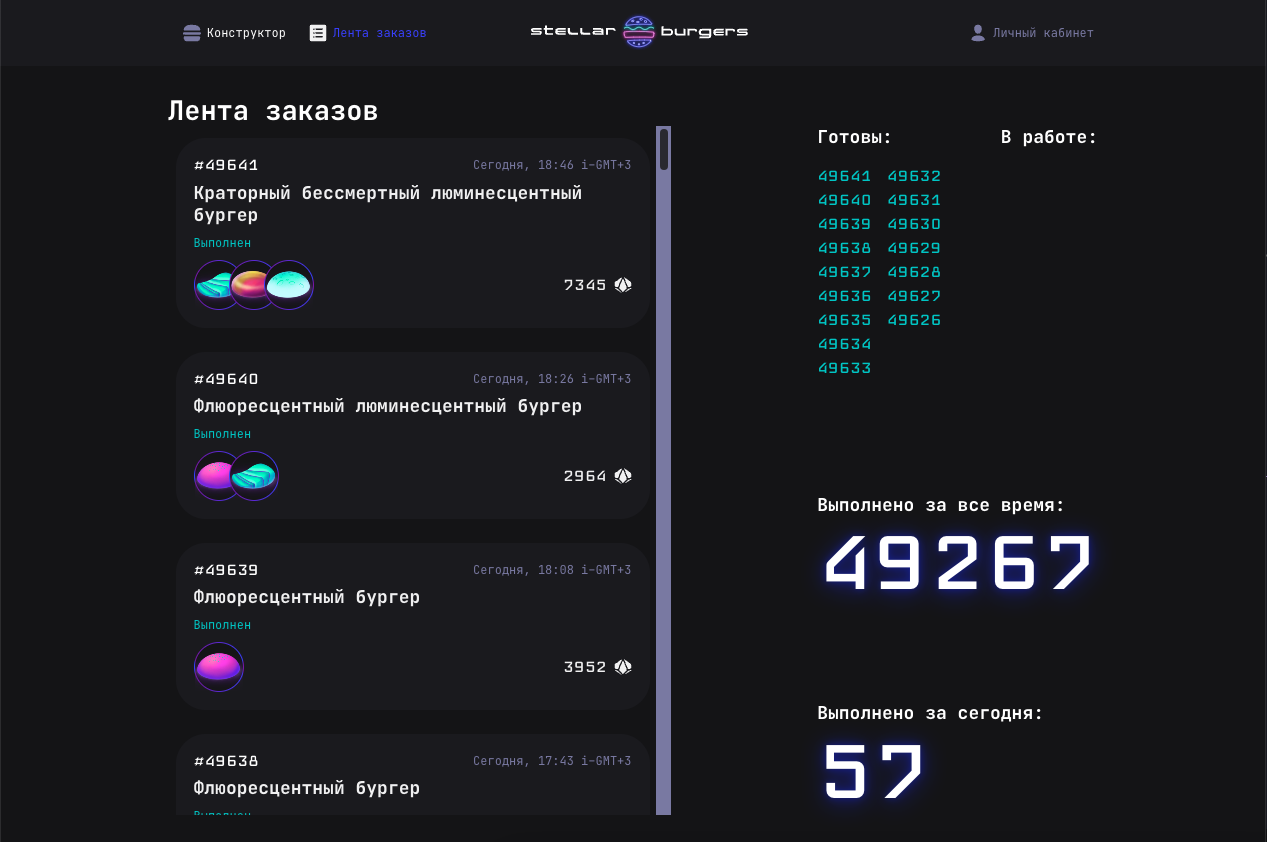 Конструктор
Лента заказов
stellar burgers
Личный кабинет
Лента заказов
#49641
Сегодня, 18:46 i-GMT+3
Краторный бессмертный люминесцентный
бургер
Выполнен
7345
#49640
Сегодня, 18:26 i-GMT+3
Флюоресцентный люминесцентный бургер
Выполнен
2964
#49639
Сегодня, 18:08 i-GMT+3
Флюоресцентный бургер
Выполнен
3952
#49638
Сегодня, 17:43 i-GMT+3
Флюоресцентный бургер
Выполнен
Готовы:
49641 49632
49640 49631
49639 49630
49638 49629
49637 49628
49636 49627
49635 49626
49634
49633
В работе:
Выполнено за все время:
49267
Выполнено за сегодня:
57